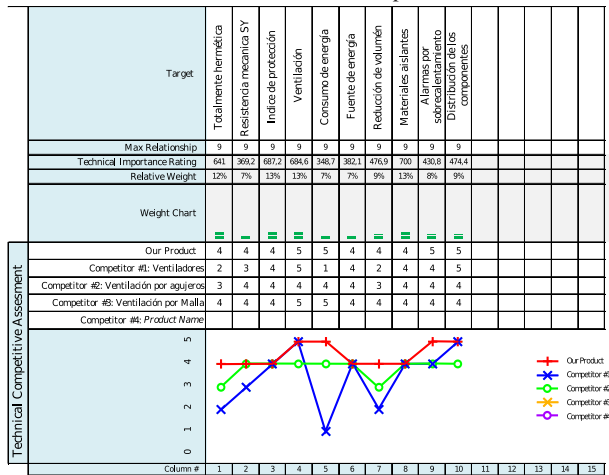 Target
Totalmente hermética
Resistencia mecanica SY
Indice de protección
Ventilación
Consumo de energía
Fuente de energía
Reducción de volumén
Materiales aislantes
Alarmas por
sobrecalentamiento
Distribución de los
componentes
Max Relationship 9 9 9 9 9 9 9 9 9 9
Technical Importance Rating 641 369,2 687,2 684,6 348,7 382,1 476,9 700 430,8 474,4
Relative Weight 12% 7% 13% 13% 7% 7% 9% 13% 8% 9%
Weight Chart
Technical Competitive Assesment
Our Product 4 4 4 5 5 4 4 4 5 5
Competitor #1: Ventiladores 2 3 4 5 1 4 2 4 4 5
Competitor #2: Ventilación por agujeros 3 4 4 4 4 4 3 4 4 4
Competitor #3: Ventilación por Malla 4 4 4 5 5 4 4 4 4 4
Competitor #4: Product Name
5
4
3
2
1
0
Our Product
Competitor #1
Competitor #2
Competitor #3
Competitor #4
Column # 1 2 3 4 5 6 7 8 9 10 11 12 13 14 15